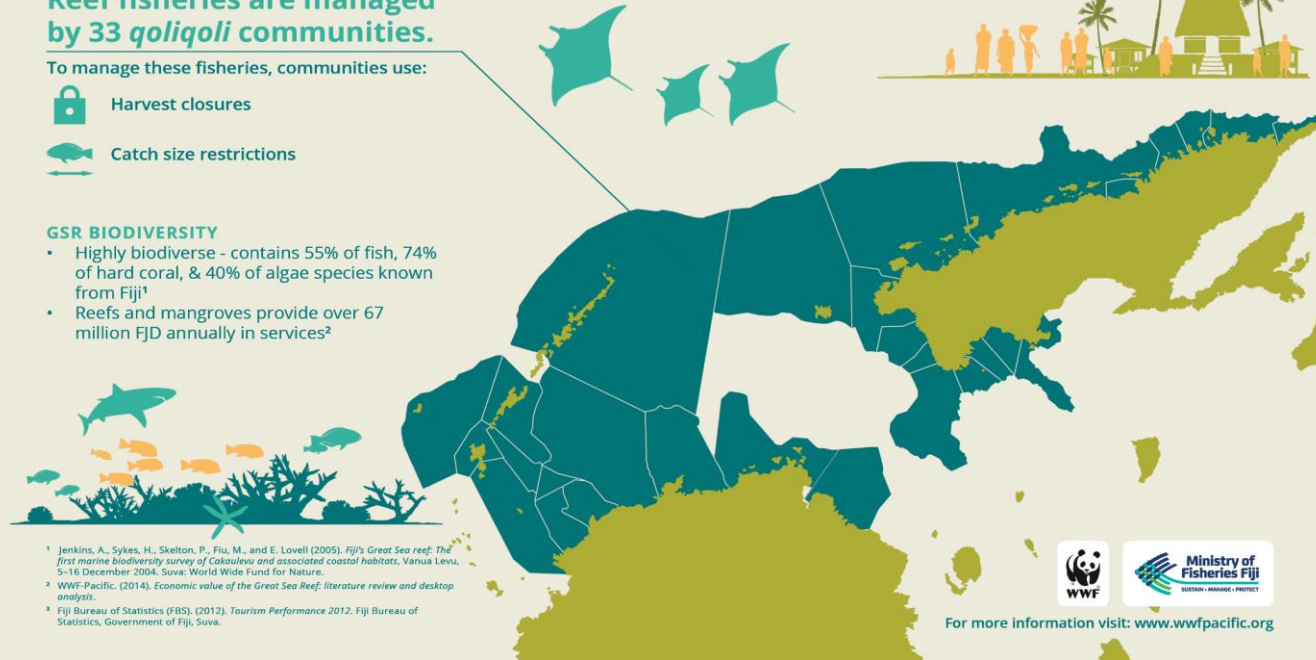 Reef fisheries are managed
by 33 qoliqoli communities.
To manage these fisheries, communities use:
Harvest closures
Catch size restrictions
GSR BIODIVERSITY
• Highly biodiverse - contains 55% of fish, 74%
of hard coral, & 40% of algae species known
from Fiji¹
• Reefs and mangroves provide over 67
million FJD annually in services²
¹ Jenkins, A., Sykes, H., Skelton, P., Fiu, M., and E. Lovell (2005). Fiji's Great Sea reef: The
first marine biodiversity survey of Cakaulevu and associated coastal habitats, Vanua Levu,
5–16 December 2004. Suva: World Wide Fund for Nature.
² WWF-Pacific. (2014). Economic value of the Great Sea Reef: literature review and desktop
analysis.
³ Fiji Bureau of Statistics (FBS). (2012). Tourism Performance 2012. Fiji Bureau of
Statistics, Government of Fiji, Suva.
WWF
Ministry of
Fisheries Fiji
SUSTAIN • MANAGE • PROTECT
For more information visit: www.wwfpacific.org